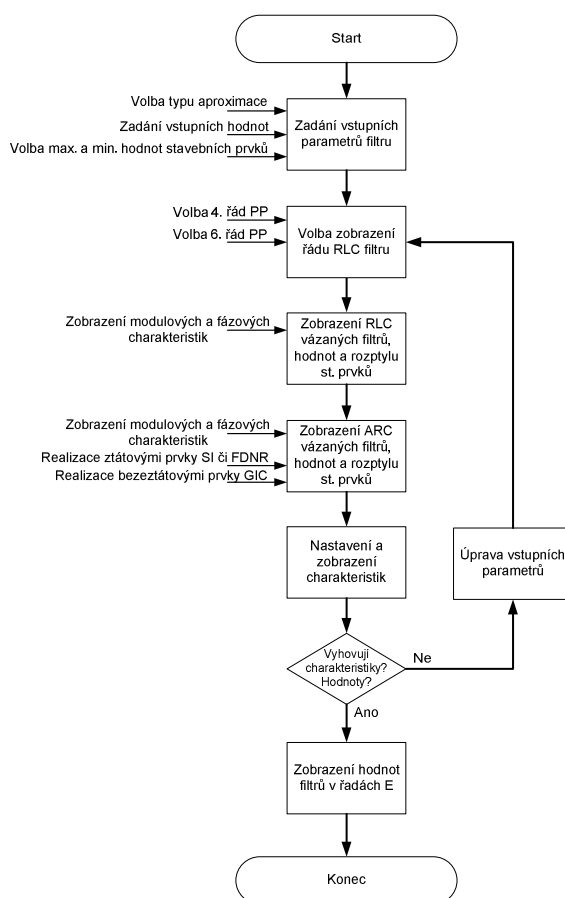 Start
Volba typu aproximace
Zadání vstupních hodnot
Volba max. a min. hodnot stavebních prvků
Zadání vstupních
parametrů filtru
Volba 4. řád PP
Volba 6. řád PP
Volba zobrazení
řádu RLC filtru
Zobrazení modulových a fázových
charakteristik
Zobrazení RLC
vázaných filtrů,
hodnot a rozptylu
st. prvků
Zobrazení modulových a fázových
charakteristik
Realizace ztátovými prvky SI či FDNR
Realizace bezeztátovými prvky GIC
Zobrazení ARC
vázaných filtrů,
hodnot a rozptylu
st. prvků
Nastavení a
zobrazení
charakteristik
Úprava vstupních
parametrů
Vyhovují
charakteristiky?
Hodnoty?
Ne
Ano
Zobrazení hodnot
filtrů v řadách E
Konec